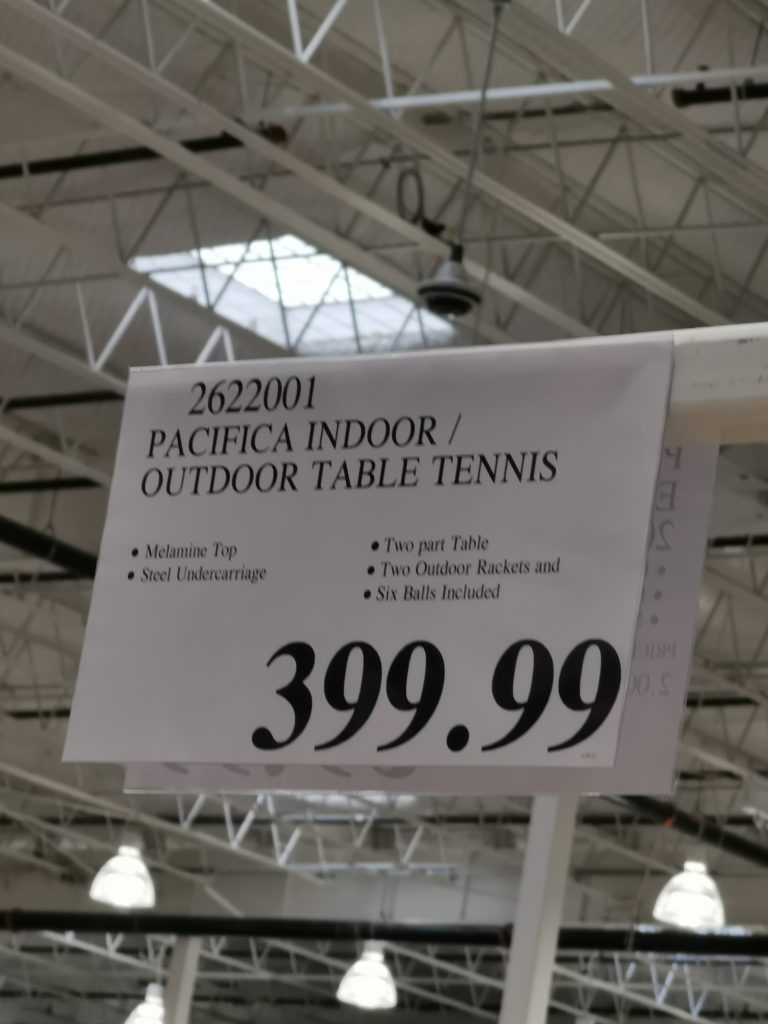 2622001
PACIFICA INDOOR /
OUTDOOR TABLE TENNIS
• Melamine Top
• Steel Undercarriage
• Two part Table
• Two Outdoor Rackets and
• Six Balls Included
399.99